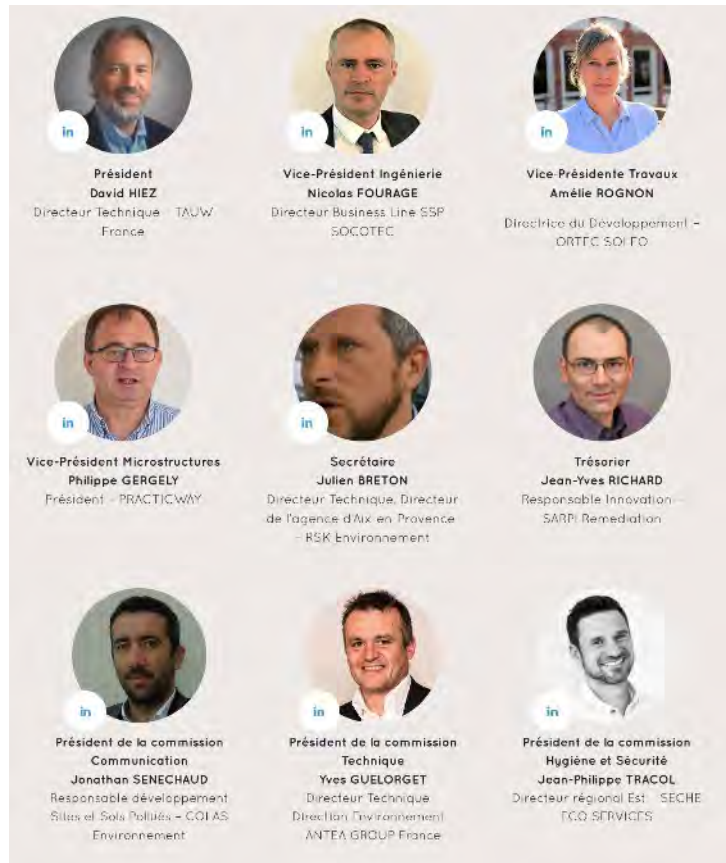 in
Président
David HIEZ
Directeur Technique – TAUW
France
in
Vice-Président Ingénierie
Nicolas FOURAGE
Directeur Business Line SSP
SOCOTEC
in
Vice-Présidente Travaux
Amélie ROGNON
Directrice du Développement –
ORTEC SOLEO
in
Vice-Président Microstructures
Philippe GERGELY
Président – PRACTICWAY
in
Secrétaire
Julien BRETON
Directeur Technique, Directeur
de l'agence d'Aix en Provence
– RSK Environnement
Trésorier
Jean-Yves RICHARD
Responsable Innovation –
SARPI Remediation
in
Président de la commission
Communication
Jonathan SENECHAUD
Responsable développement
Sites et Sols Pollués – COLAS
Environnement
in
Président de la commission
Technique
Yves GUELORGET
Directeur Technique
Direction Environnement
ANTEA GROUP France
in
Président de la commission
Hygiène et Sécurité
Jean-Philippe TRACOL
Directeur régional Est – SECHE
ECO SERVICES